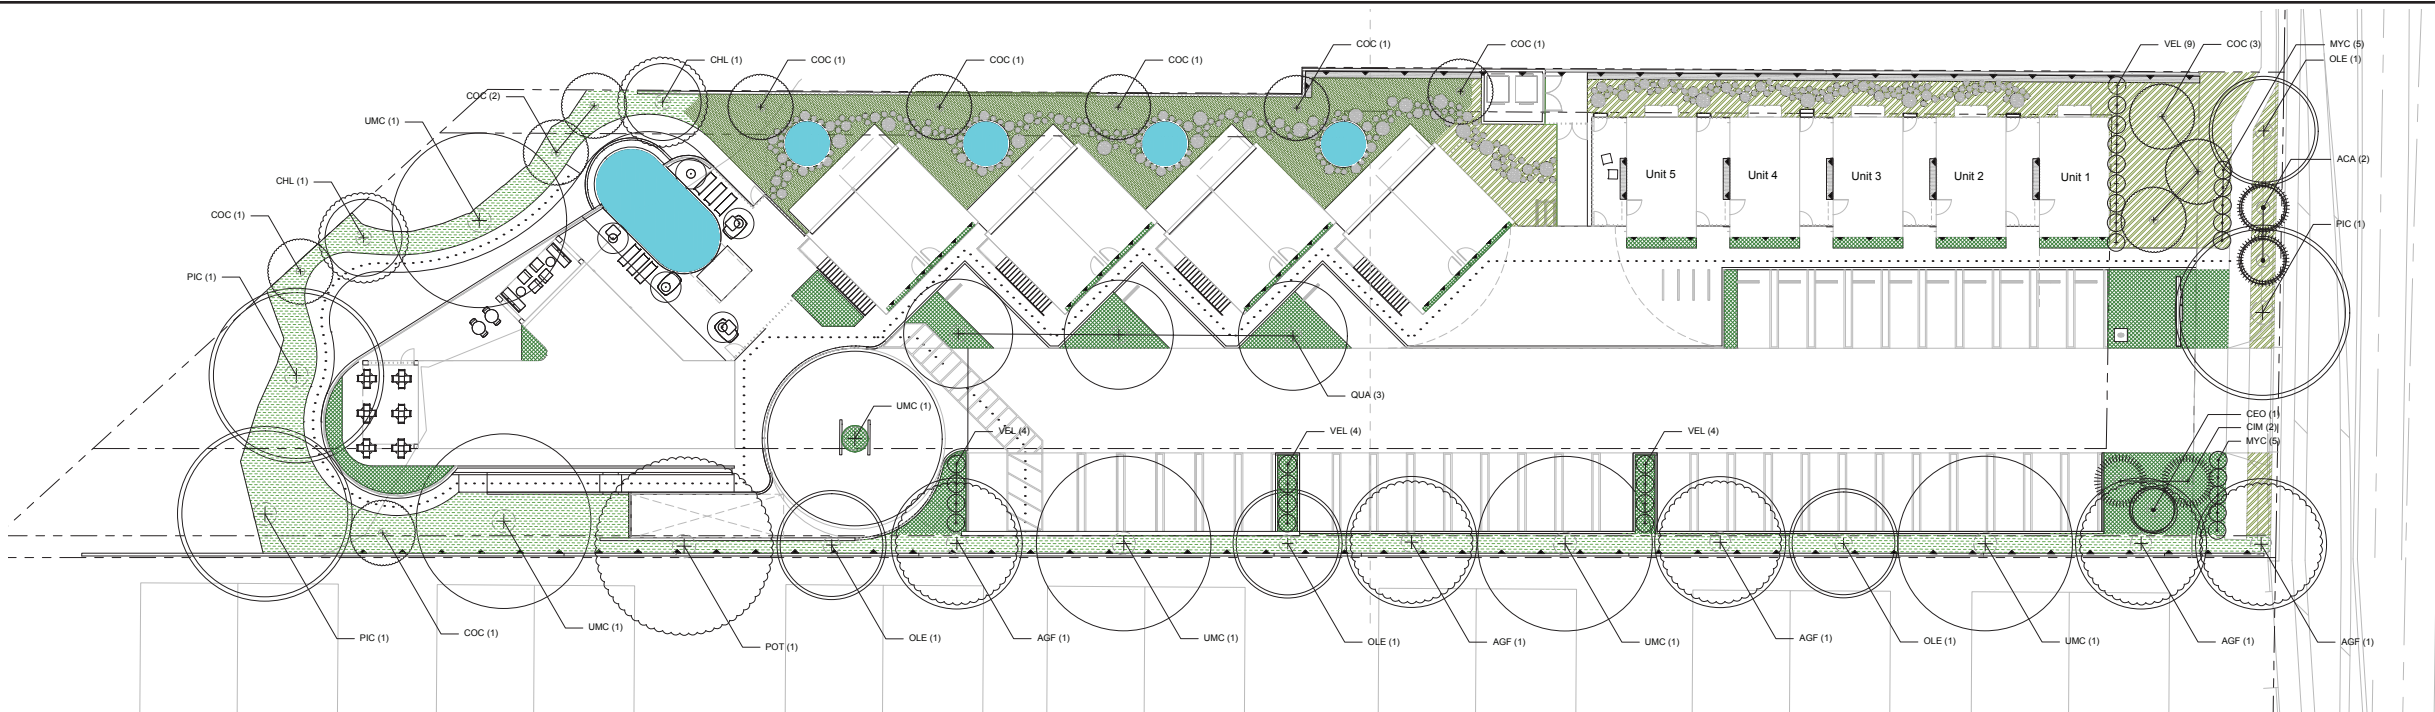 COC (1)
COC (1)
VEL (9)
COC (3)
MYC (5)
CHL (1)
COC (1)
COC (1)
COC (1)
OLE (1)
COC (2)
UMC (1)
ACA (2)
Unit 5
Unit 4
Unit 3
Unit 2
Unit 1
CHL (1)
COC (1)
PIC (1)
PIC (1)
QUA (3)
UMC (1)
CEO (1)
CIM (2)
VEL (4)
VEL (4)
VEL (4)
MYC (5)
PIC (1)
COC (1)
UMC (1)
POT (1)
OLE (1)
AGF (1)
UMC (1)
OLE (1)
AGF (1)
UMC (1)
AGF (1)
OLE (1)
UMC (1)
AGF (1)
AGF (1)